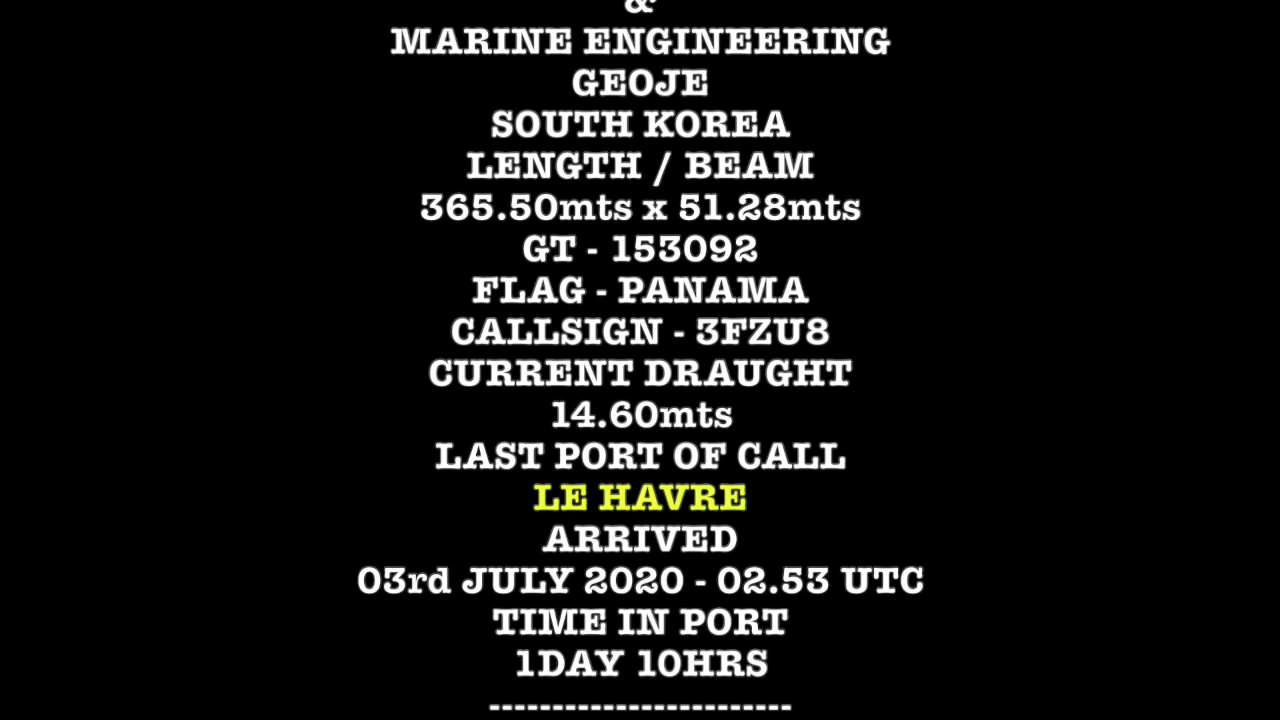 &
MARINE ENGINEERING
GEOJE
SOUTH KOREA
LENGTH / BEAM
365.50mts x 51.28mts
GT - 153092
FLAG - PANAMA
CALLSIGN - 3FZU8
CURRENT DRAUGHT
14.60mts
LAST PORT OF CALL
LE HAVRE
ARRIVED
03rd JULY 2020 - 02.53 UTC
TIME IN PORT
1DAY 10HRS
------------------------